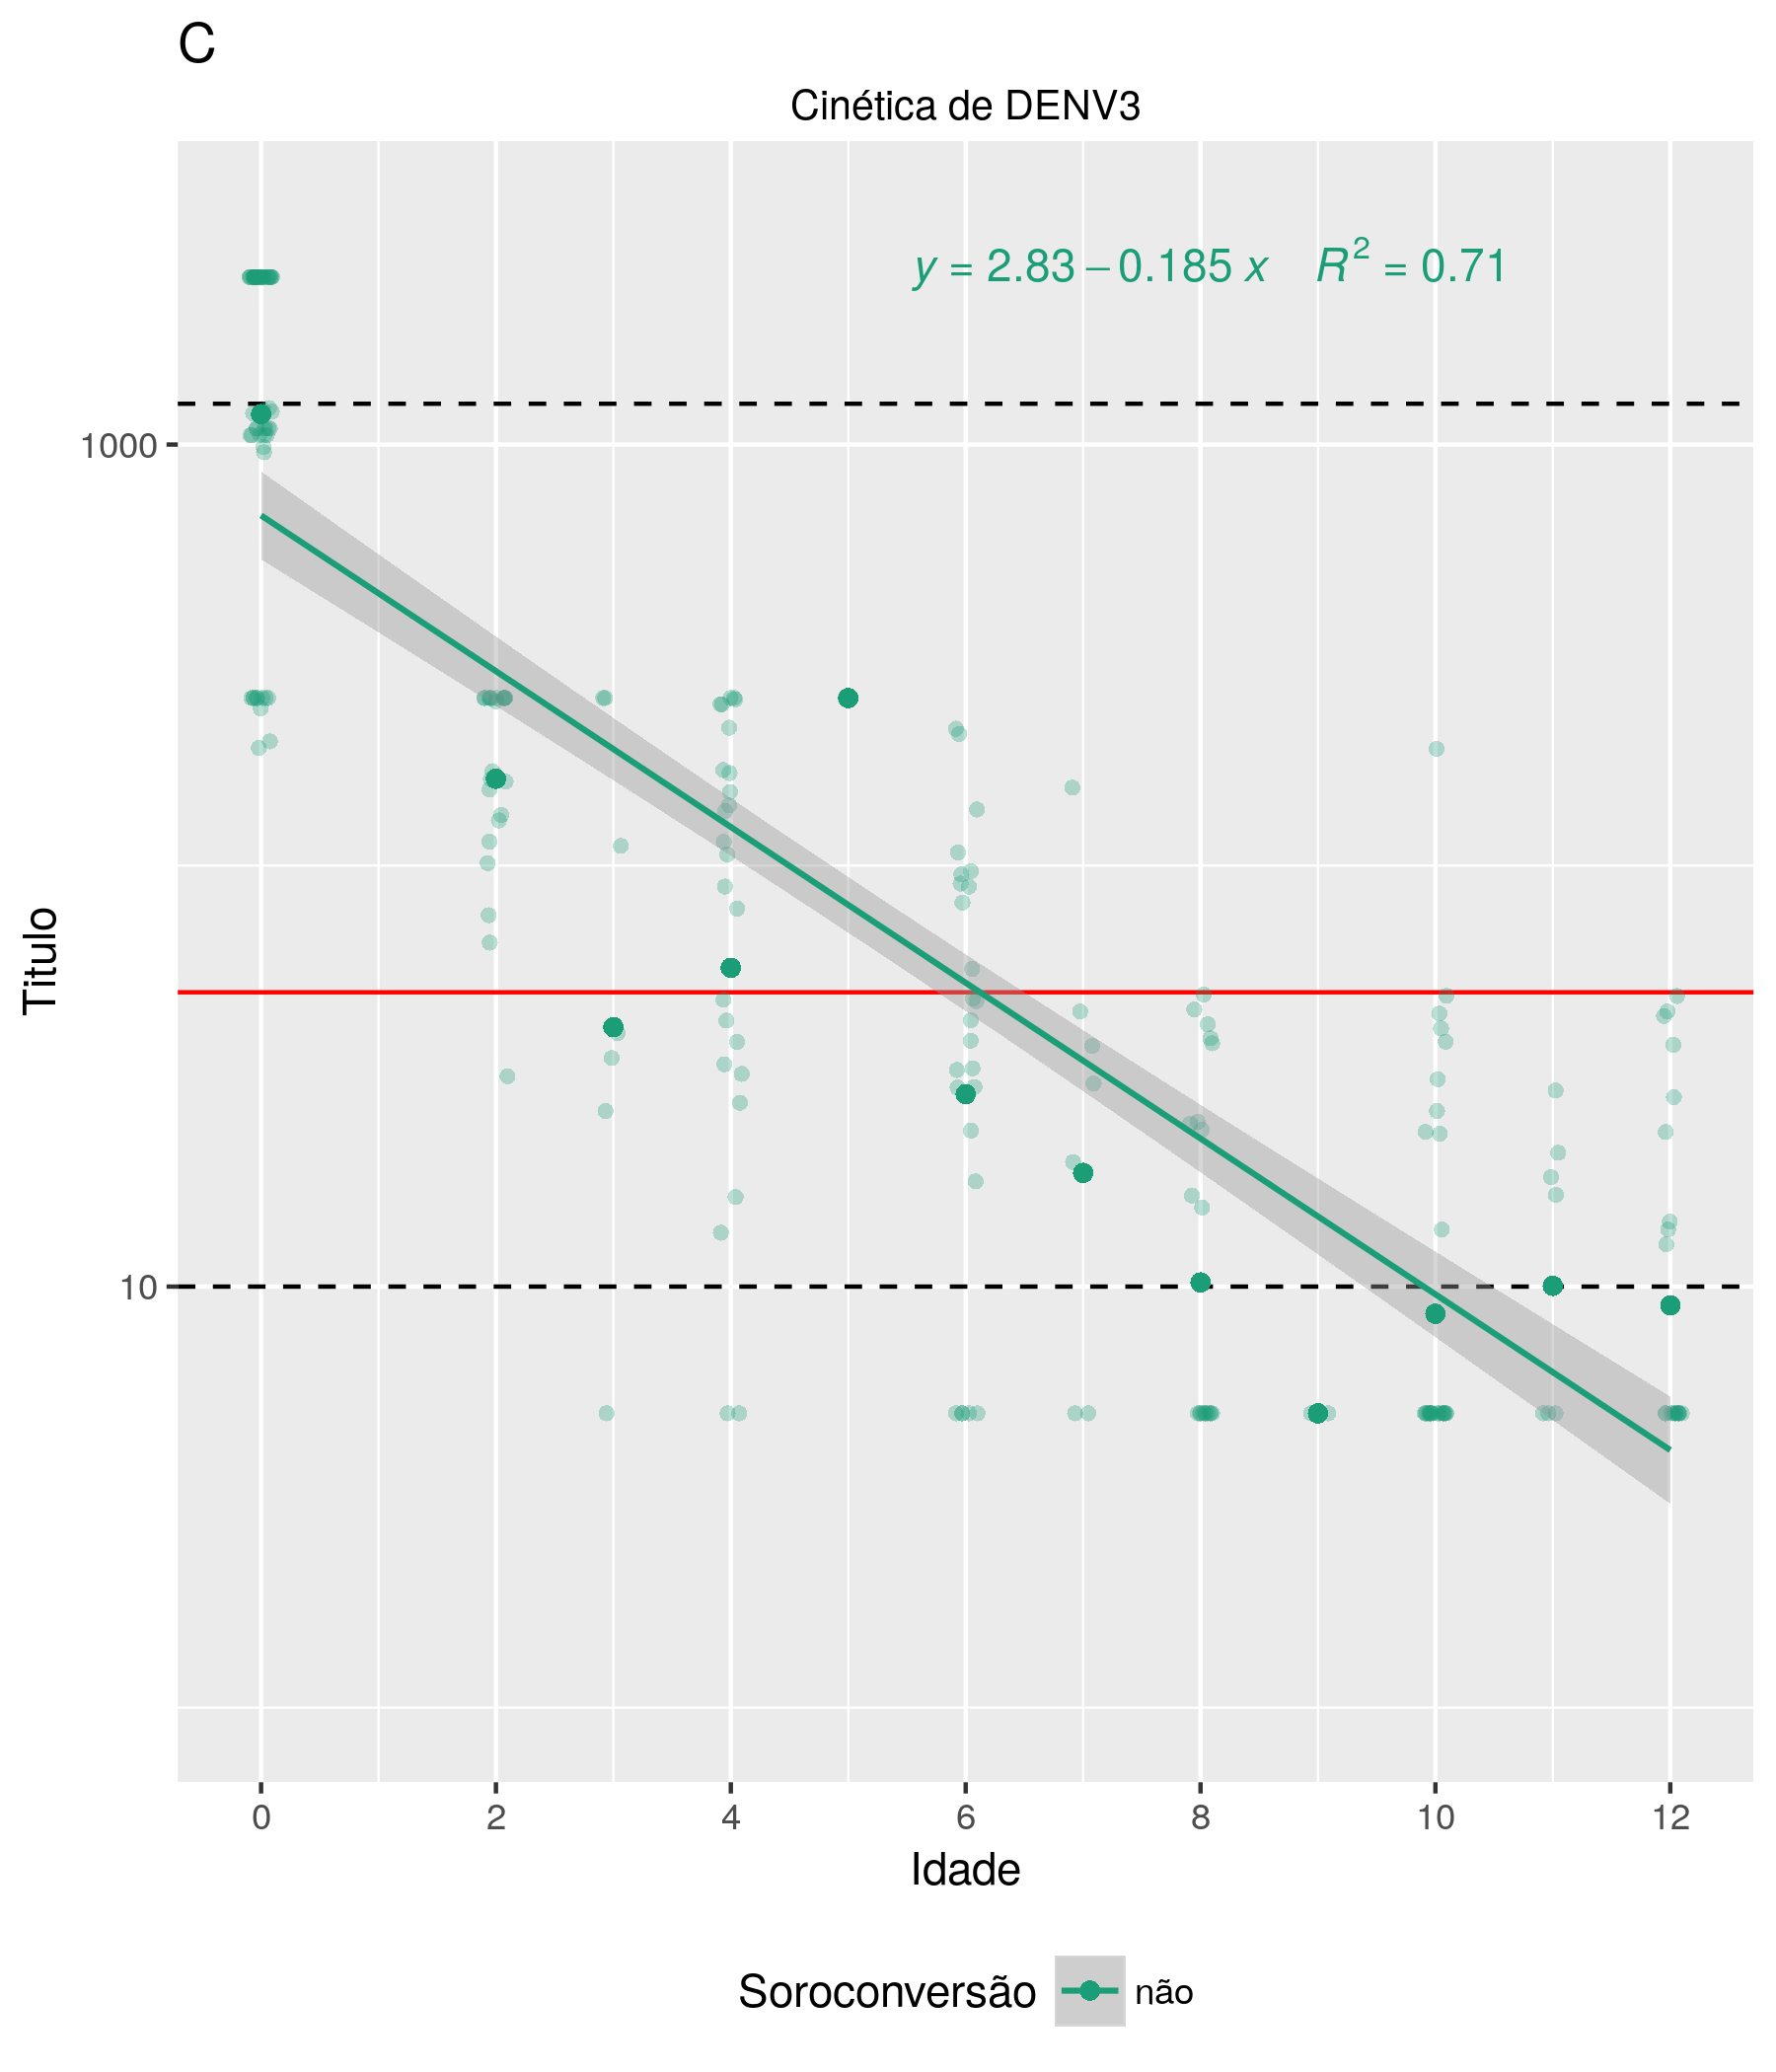 C
Cinética de DENV3
y = 2.83 − 0.185 x R² = 0.71
1000
10
Titulo
0 2 4 6 8 10 12
Idade
Soroconversão não